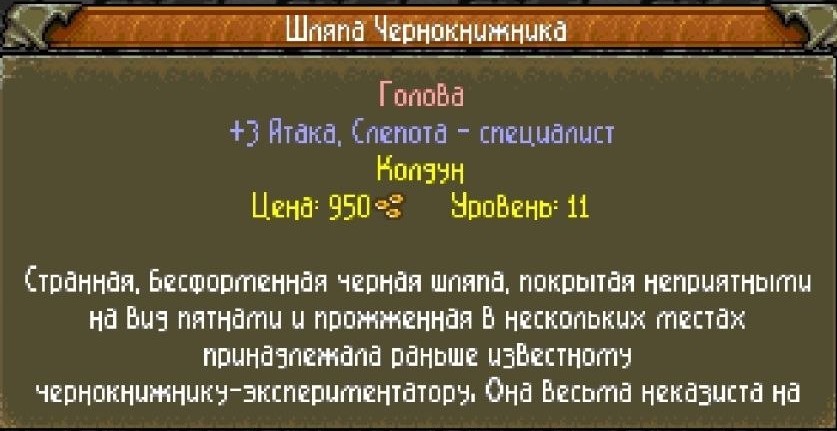 Шляпа Чернокнижника
Голова
+3 Атака, Слепота - специалист
Колдун
Цена: 950 Уровень: 11
Странная, бесформенная черная шляпа, покрытая неприятными
на вид пятнами и прожженная в нескольких местах
принадлежала раньше известному
чернокнижнику-экспериментатору. Она весьма неказиста на